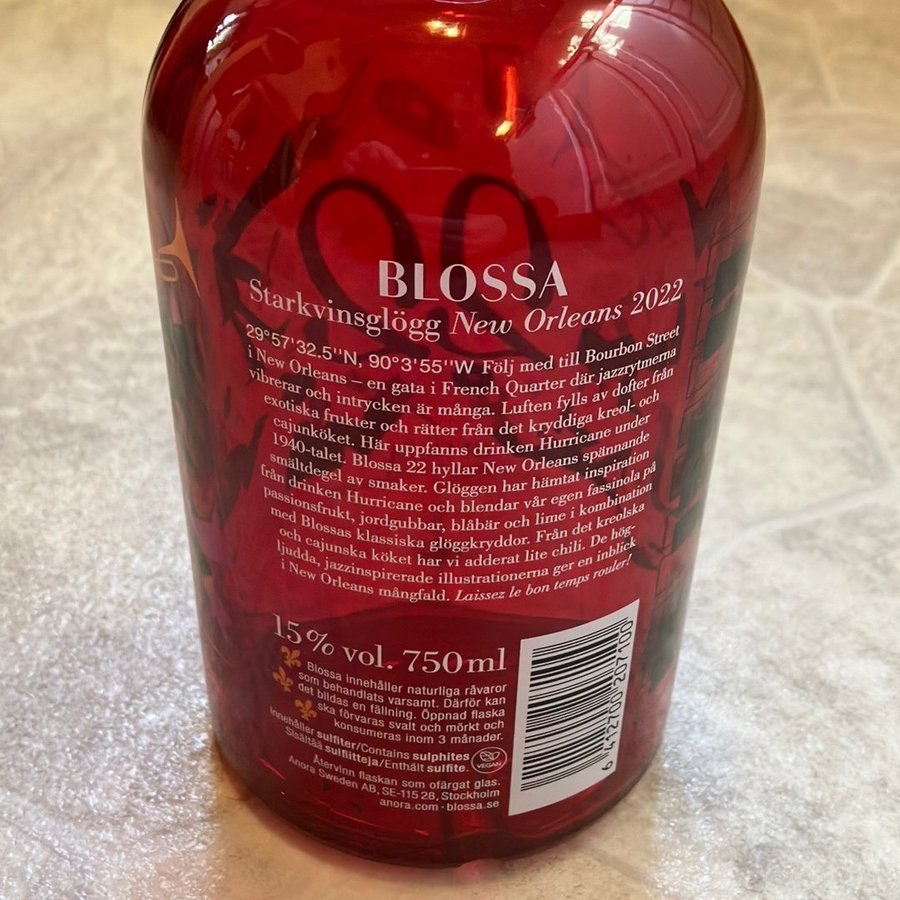 BLOSSA
Starkvinsglögg New Orleans 2022
29°57'32.5''N, 90°3'55''W Följ med till Bourbon Street
i New Orleans – en gata i French Quarter där jazzrytmerna
vibrerar och intrycken är många. Luften fylls av dofter från
exotiska frukter och rätter från det kryddiga kreol- och
cajunköket. Här uppfanns drinken Hurricane under
1940-talet. Blossa 22 hyllar New Orleans spännande
smältdegel av smaker. Glöggen har hämtat inspiration
från drinken Hurricane och blendar vår egen fassinola på
passionsfrukt, jordgubbar, blåbär och lime i kombination
med Blossas klassiska glöggkryddor. Från det kreolska
och cajunska köket har vi adderat lite chili. De hög-
ljudda, jazzinspirerade illustrationerna ger en inblick
i New Orleans mångfald. Laissez le bon temps rouler!
15% vol. 750ml
Blossa innehåller naturliga råvaror
som behandlats varsamt. Därför kan
det bildas en fällning. Öppnad flaska
ska förvaras svalt och mörkt och
konsumeras inom 3 månader.
Innehåller sulfiter/Contains sulphites
Sisältää sulfiitteja/Enthält sulfite.
VEGAN
Återvinn flaskan som ofärgat glas.
Anora Sweden AB, SE-115 28, Stockholm
anora.com · blossa.se
6 412700 207100